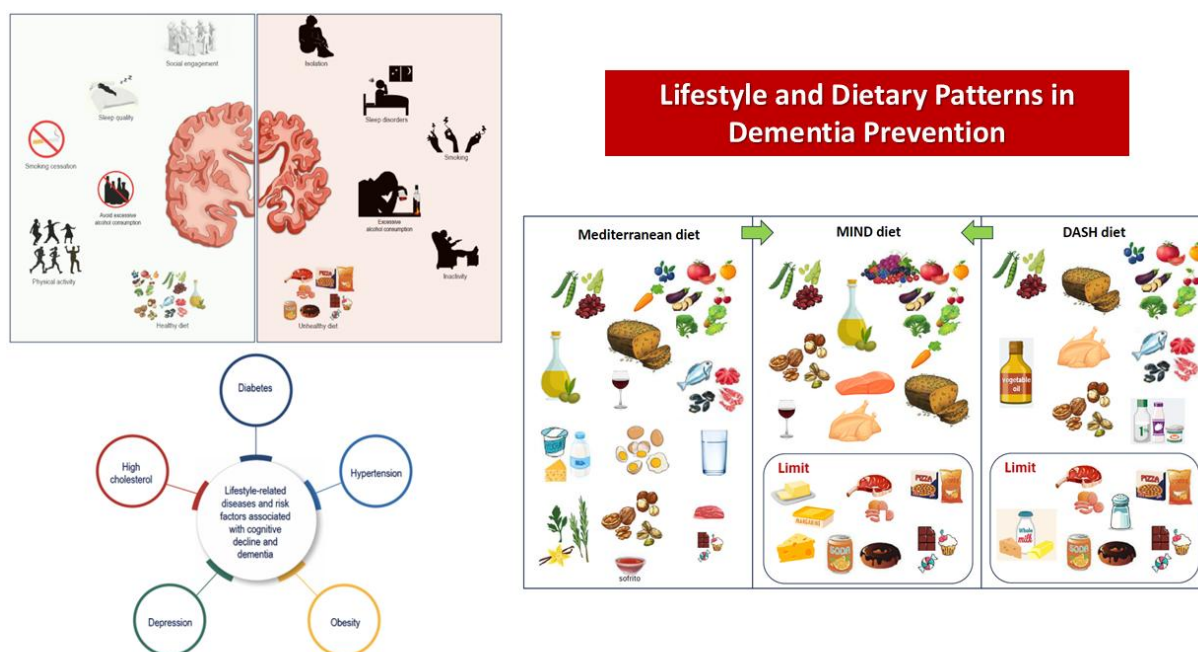 Social engagement
Sleep quality
Smoking cessation
Avoid excessive
alcohol consumption
Physical activity
Healthy diet
Isolation
Sleep disorders
Smoking
Excessive
alcohol consumption
Inactivity
PIZZA
Unhealthy diet
Lifestyle and Dietary Patterns in
Dementia Prevention
Diabetes
High
cholesterol
Hypertension
Lifestyle-related
diseases and risk
factors associated
with cognitive
decline and
dementia
Depression
Obesity
Mediterranean diet
sofrito
MIND diet
Limit
MARGARINE
PIZZA
SODA
DASH diet
vegetable
oil
1%
Limit
PIZZA
Whole
milk
SODA